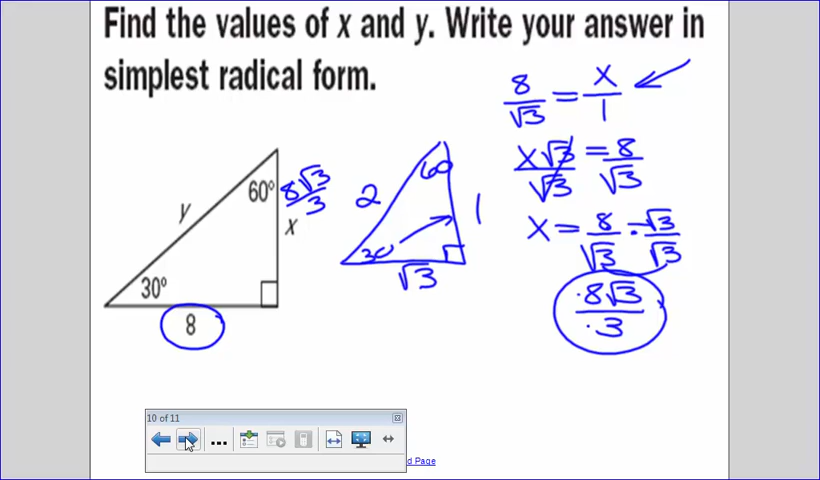 Find the values of x and y. Write your answer in
simplest radical form.
8/√3 = x/1
x√3/√3 = 8/√3
x = 8/√3 · √3/√3
8√3/3
y
60°
8√3/3
x
30°
8
2
60
1
30
√3
10 of 11
d Page